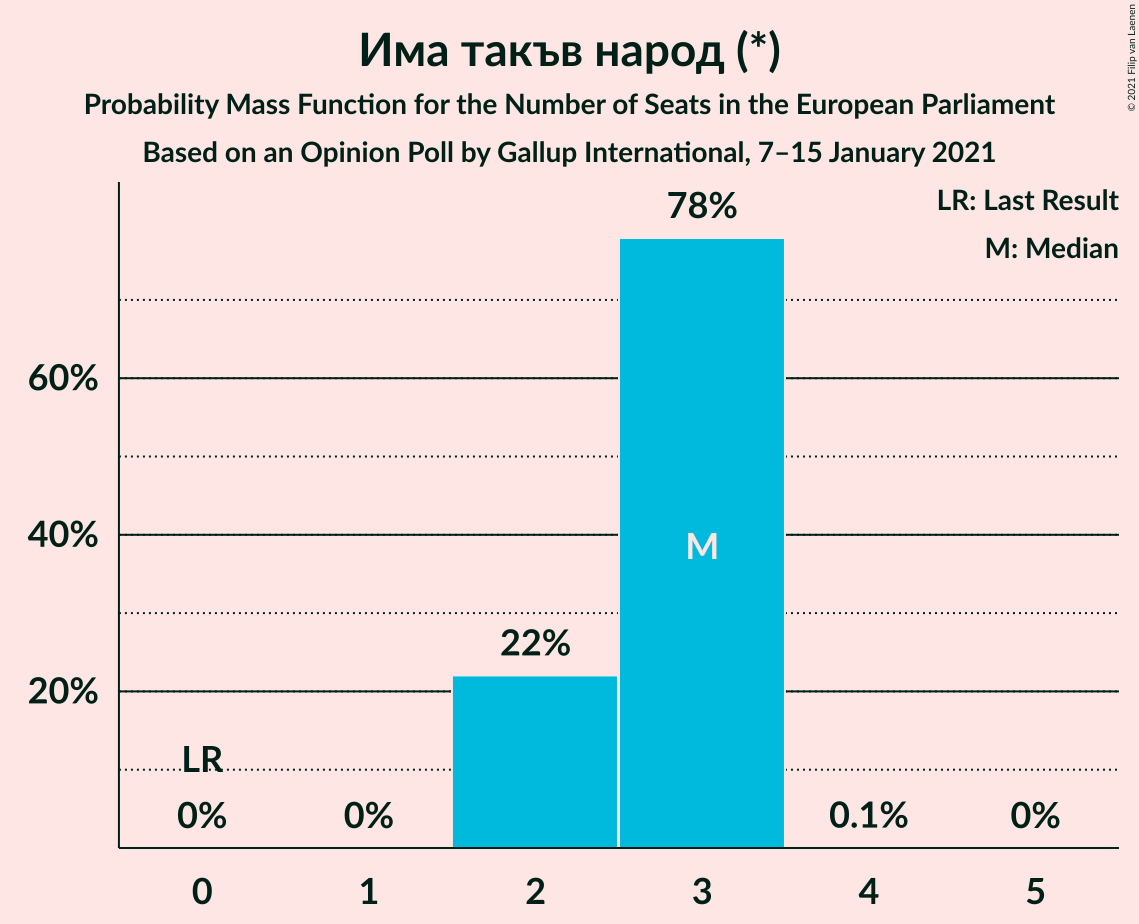 Има такъв народ (*)
Probability Mass Function for the Number of Seats in the European Parliament
Based on an Opinion Poll by Gallup International, 7–15 January 2021
© 2021 Filip van Laenen
LR: Last Result
M: Median
78%
60%
40%
M
22%
20%
LR
0%
0%
0.1%
0%
0
1
2
3
4
5